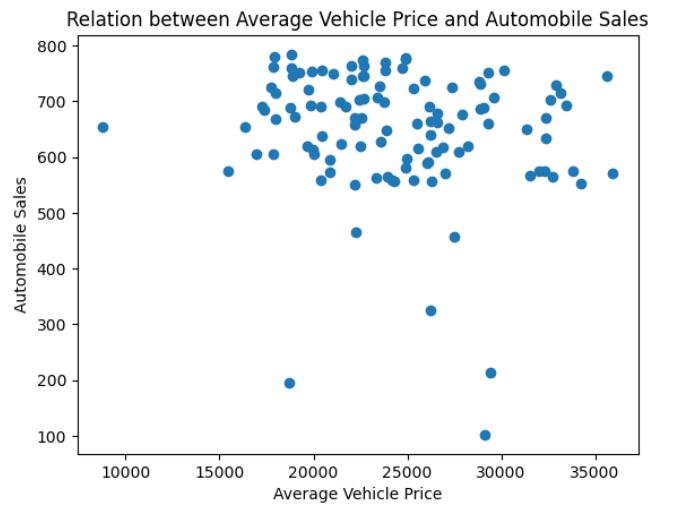 Relation between Average Vehicle Price and Automobile Sales
800
700
600
500
400
300
200
100
Automobile Sales
10000 15000 20000 25000 30000 35000
Average Vehicle Price